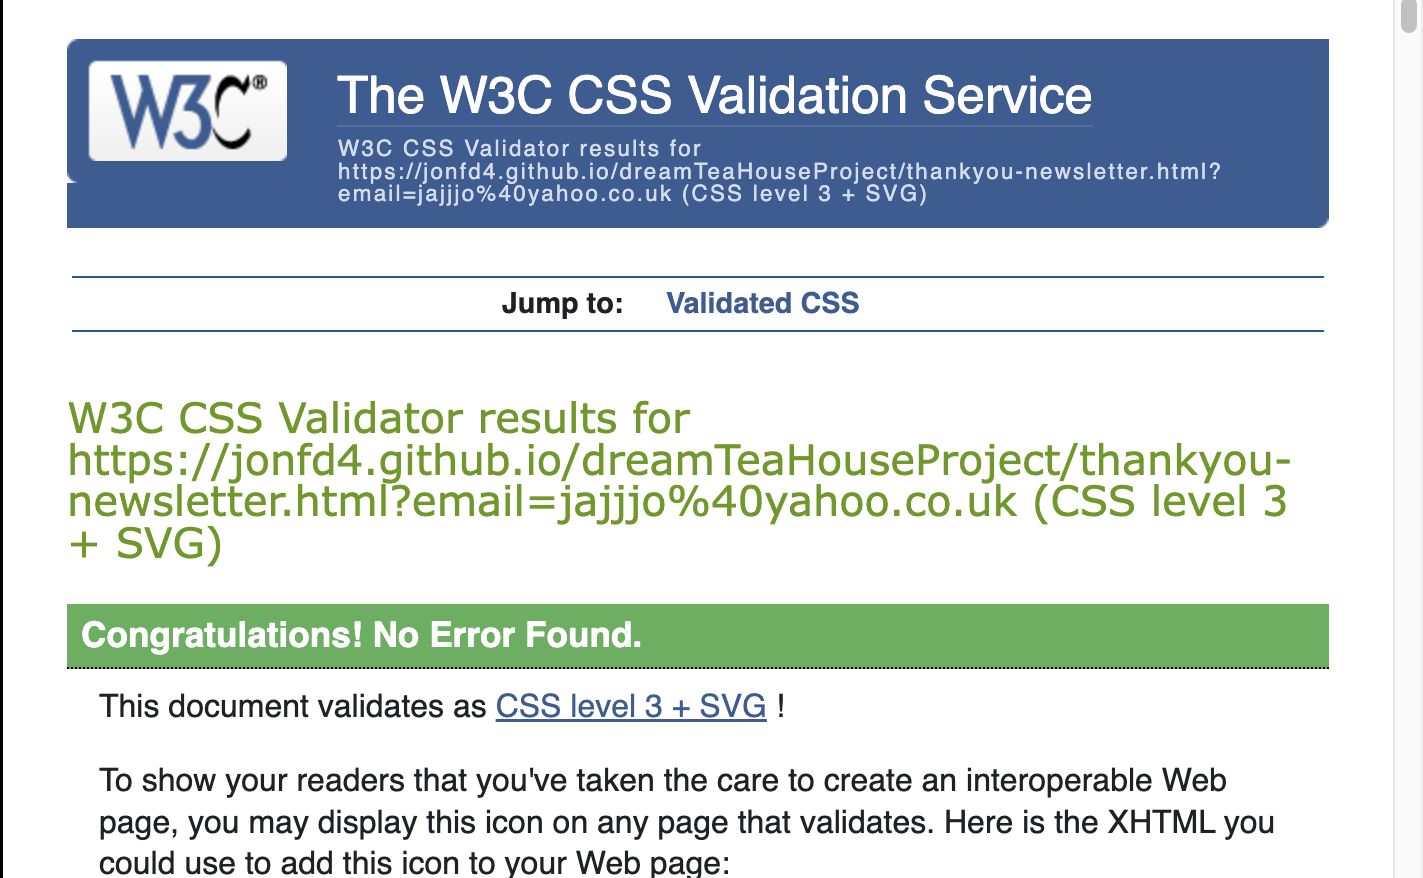 W3C®
The W3C CSS Validation Service
W3C CSS Validator results for
https://jonfd4.github.io/dreamTeaHouseProject/thankyou-newsletter.html?
email=jajjjo%40yahoo.co.uk (CSS level 3 + SVG)
Jump to: Validated CSS
W3C CSS Validator results for
https://jonfd4.github.io/dreamTeaHouseProject/thankyou-
newsletter.html?email=jajjjo%40yahoo.co.uk (CSS level 3
+ SVG)
Congratulations! No Error Found.
This document validates as CSS level 3 + SVG !
To show your readers that you've taken the care to create an interoperable Web
page, you may display this icon on any page that validates. Here is the XHTML you
could use to add this icon to your Web page: